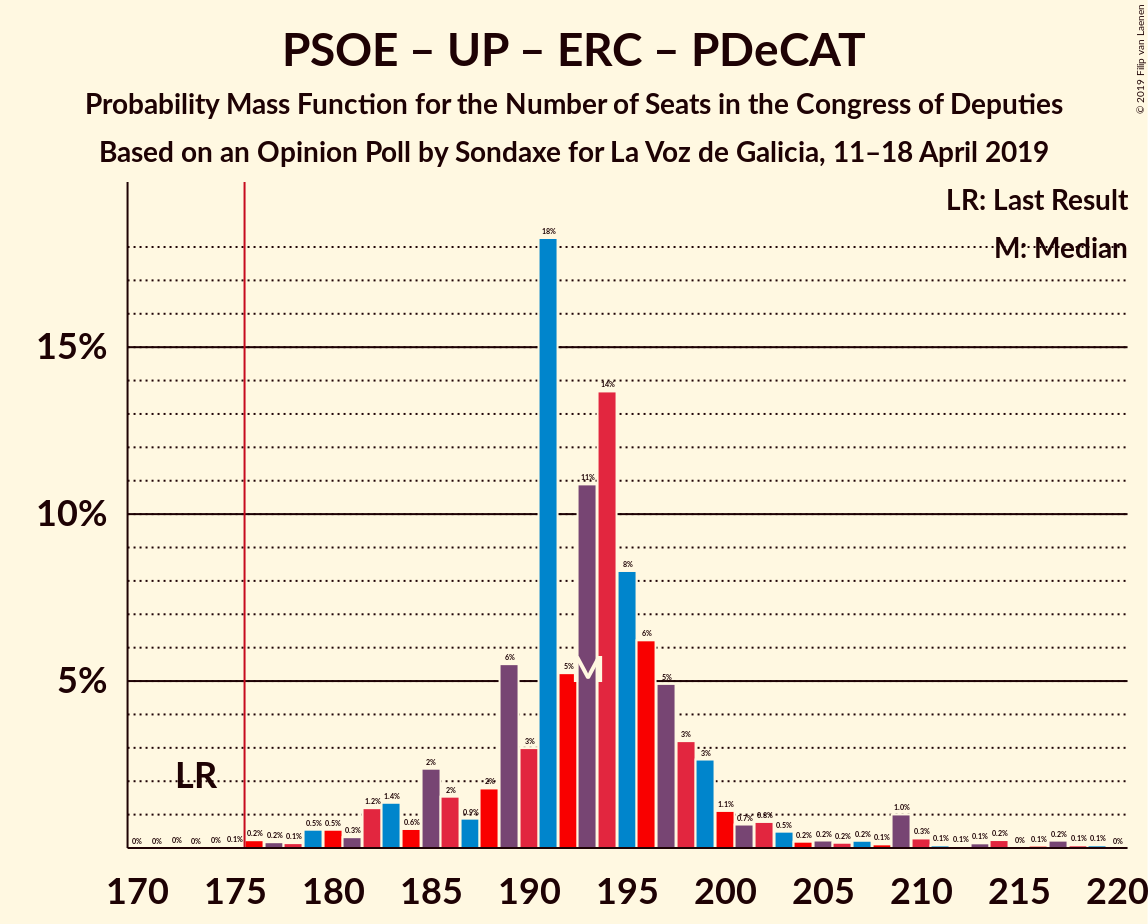 PSOE – UP – ERC – PDeCAT
Probability Mass Function for the Number of Seats in the Congress of Deputies
Based on an Opinion Poll by Sondaxe for La Voz de Galicia, 11–18 April 2019
© 2019 Filip van Laenen
LR: Last Result
M: Median
15%
10%
5%
LR
M
0% 0% 0% 0% 0% 0.1% 0.2% 0.2% 0.1% 0.5% 0.5% 0.3% 1.2% 1.4% 0.6% 2% 2% 0.9% 2% 6% 3% 18% 5% 11% 14% 8% 6% 5% 3% 3% 1.1% 0.7% 0.8% 0.5% 0.2% 0.2% 0.2% 0.2% 0.1% 1.0% 0.3% 0.1% 0.1% 0.1% 0.2% 0% 0.1% 0.2% 0.1% 0.1% 0%
170 175 180 185 190 195 200 205 210 215 220